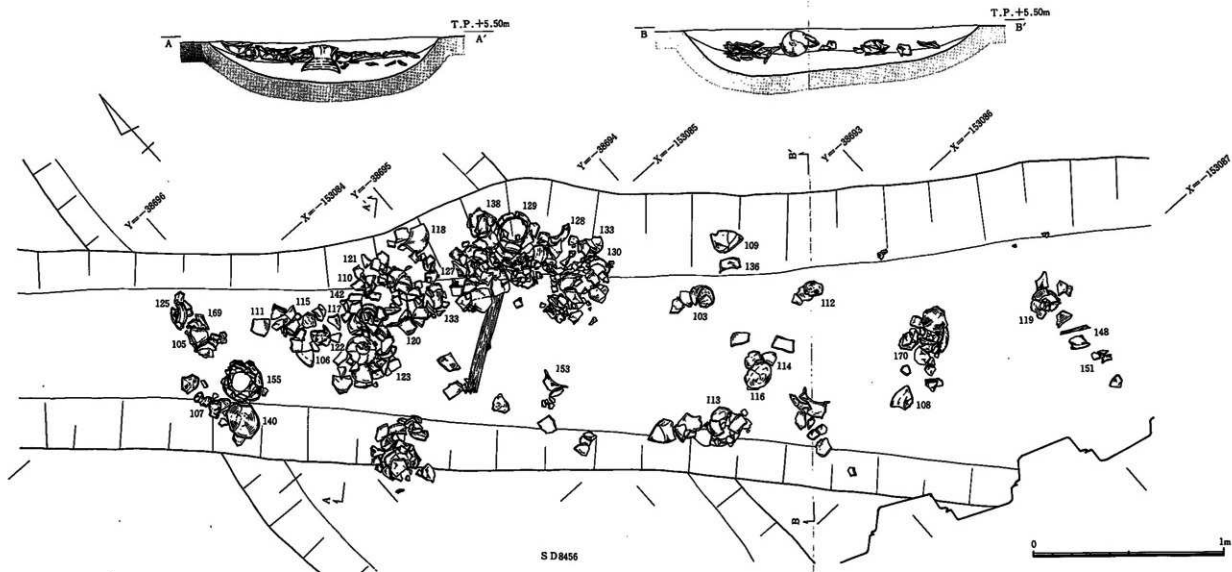 T.P.+5.50m
A
A'
T.P.+5.50m
B
B'
Y=-38696
X=-153084
Y=-38695
A'
Y=-38694
X=-153085
B'
Y=-38693
X=-153086
X=-153087
138
129
128
133
118
130
121
127
110
109
136
125
169
111
115
142
117
133
103
112
119
105
122
120
148
106
170
151
123
114
155
153
116
107
140
113
108
A
B
SD8456
0
1m